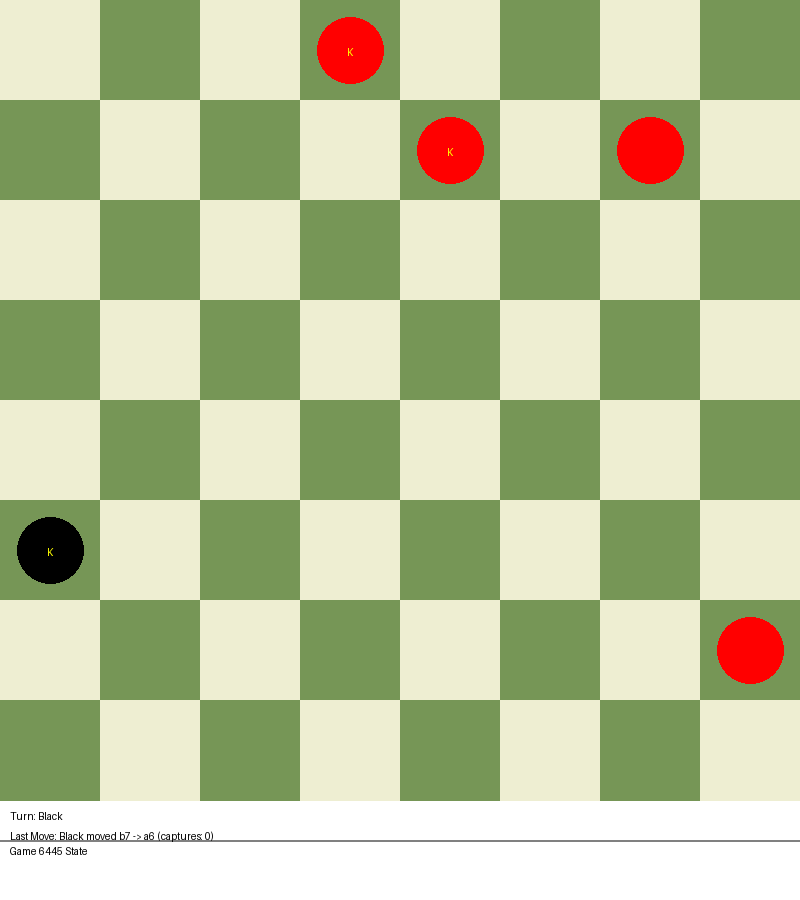 K
K
K
Turn: Black
Last Move: Black moved b7 -> a6 (captures: 0)
Game 6445 State